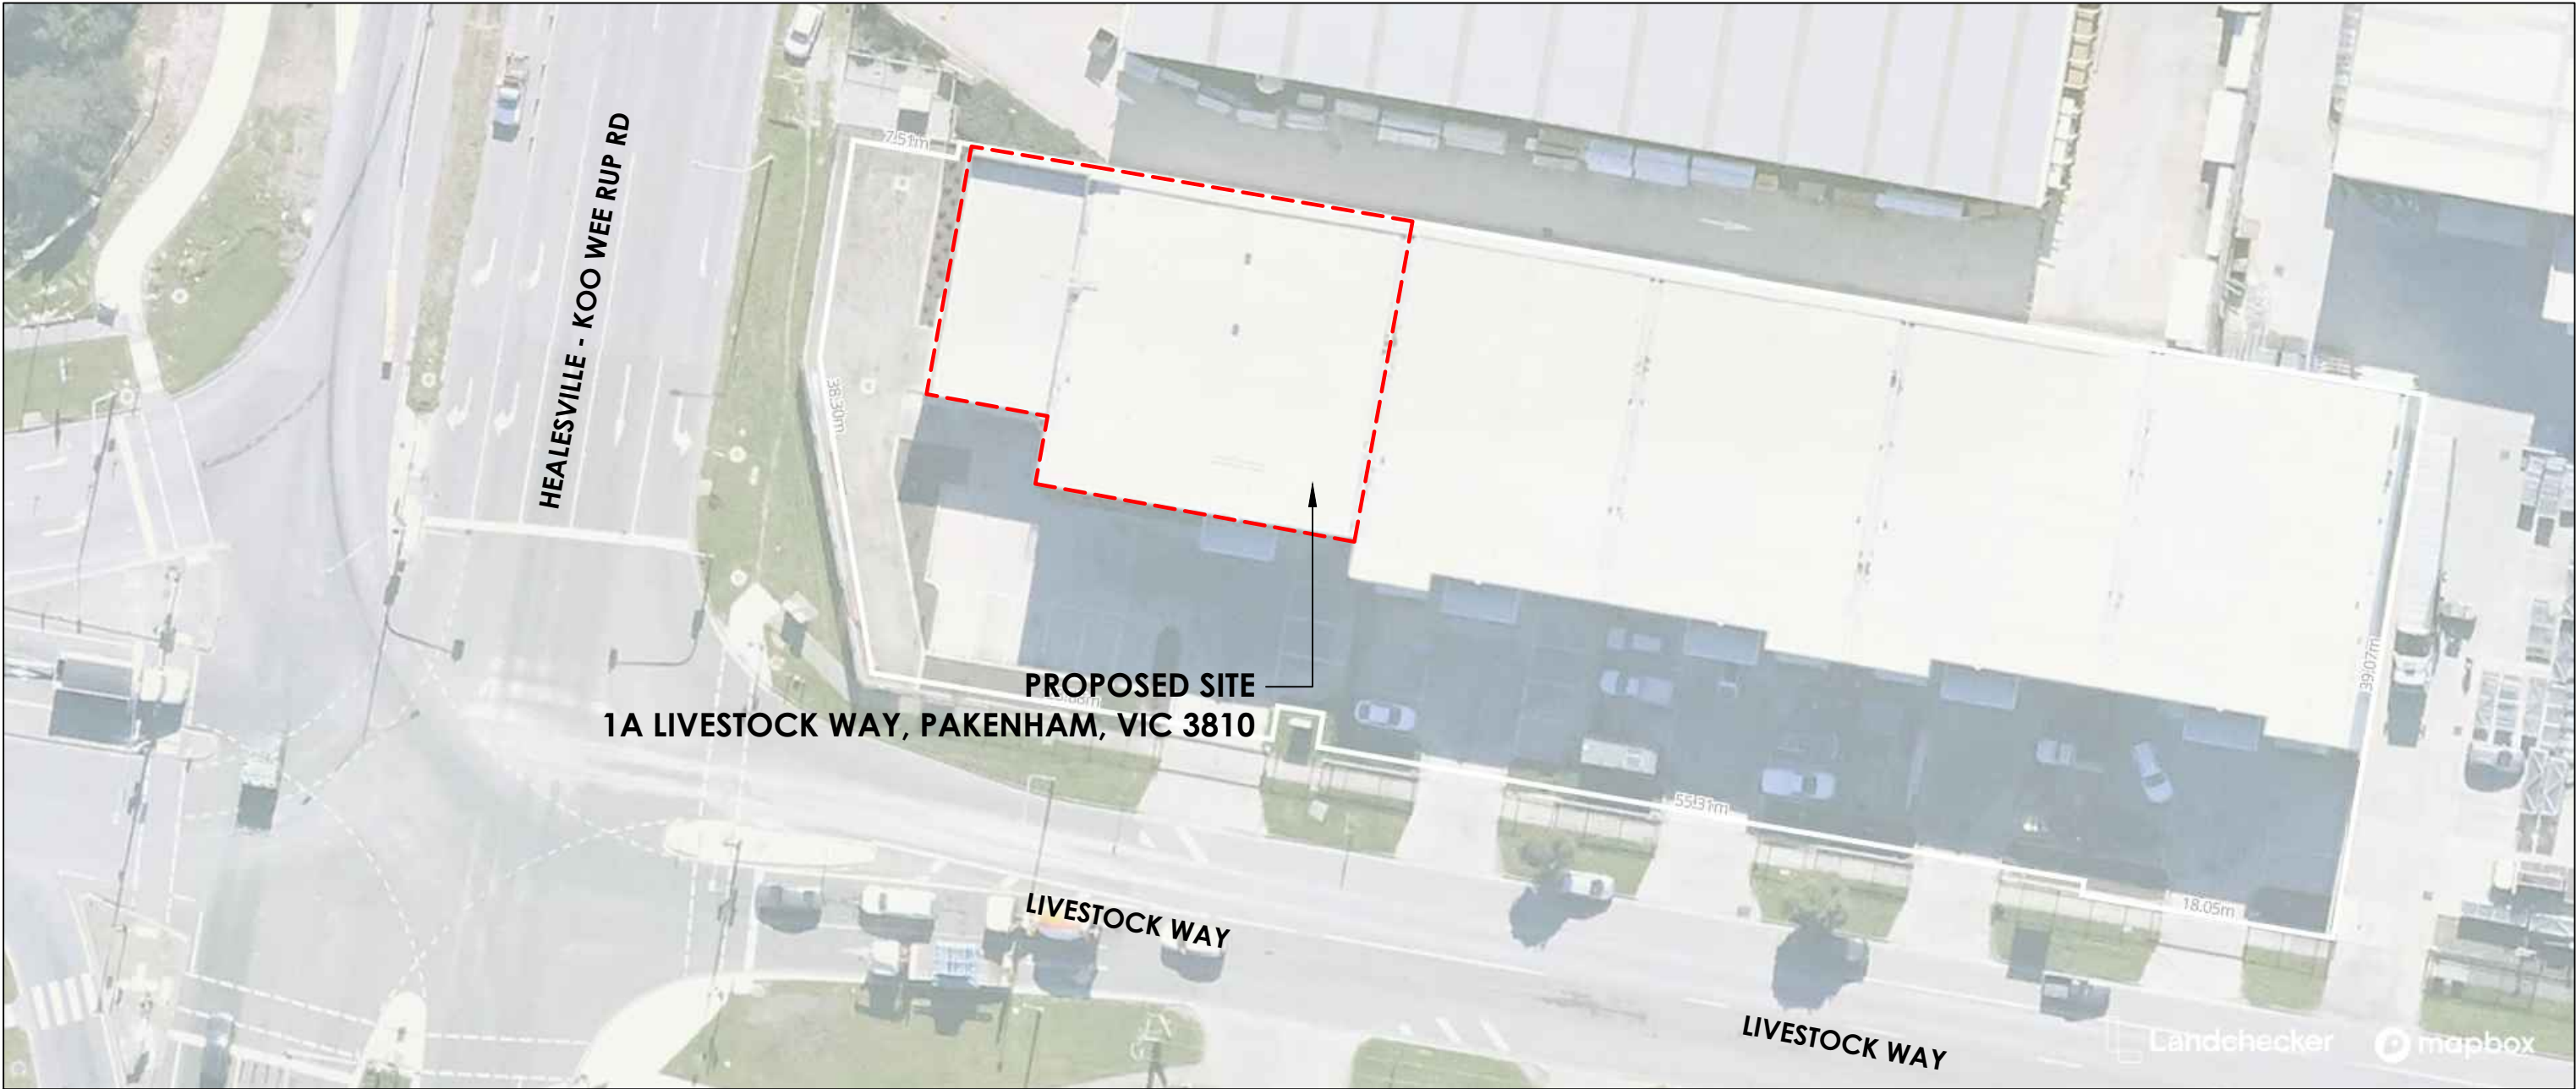 7.51m
HEALESVILLE - KOO WEE RUP RD
38.30m
PROPOSED SITE
1A LIVESTOCK WAY, PAKENHAM, VIC 3810
39.07m
55.31m
18.05m
LIVESTOCK WAY
LIVESTOCK WAY
Landchecker
mapbox